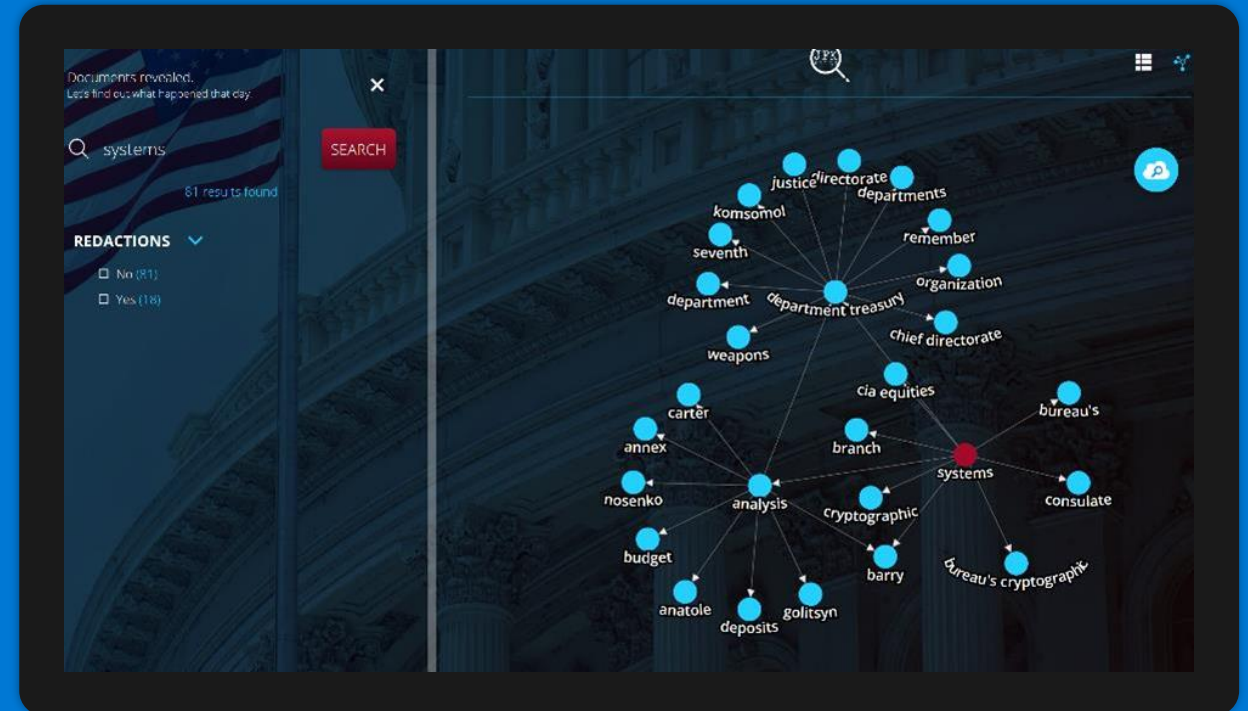 Documents revealed.
Let's find out what happened that day.
systems
SEARCH
81 results found
REDACTIONS
No (81)
Yes (18)
JFK
justice
directorate
departments
komsomol
remember
seventh
organization
department
department treasury
chief directorate
weapons
cia equities
bureau's
carter
branch
annex
systems
consulate
nosenko
analysis
cryptographic
budget
barry
bureau's cryptographic
anatole
golitsyn
deposits